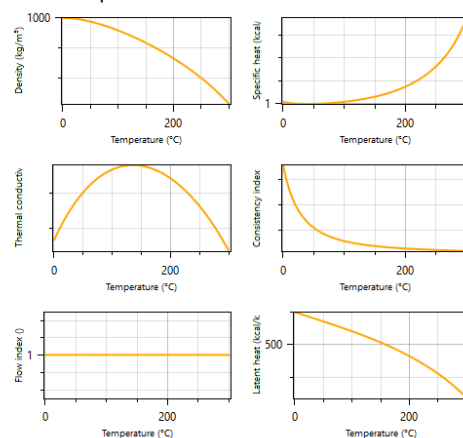 1000
Density (kg/m³)
0
200
Temperature (°C)
Specific heat (kcal/
1
0
200
Temperature (°C)
Thermal conductiv
0
200
Temperature (°C)
Consistency index
0
200
Temperature (°C)
Flow index ()
1
0
200
Temperature (°C)
Latent heat (kcal/k
500
0
200
Temperature (°C)